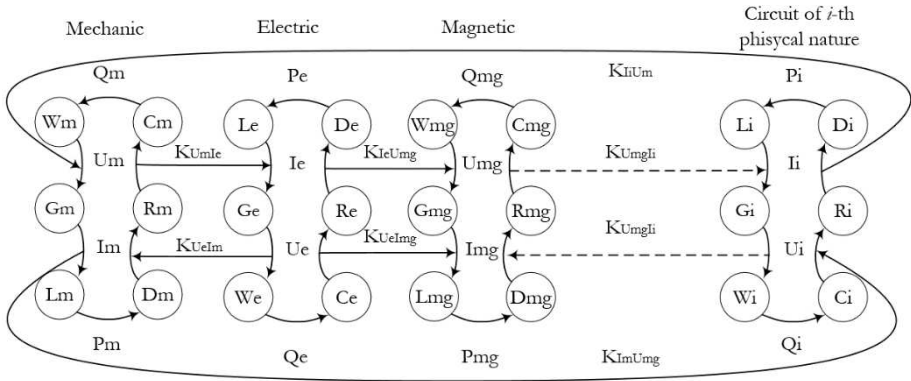 Mechanic Electric Magnetic Circuit of i-th
phisycal nature
Qm Pe Qmg KIiUm Pi
Wm Cm Le De Wmg Cmg Li Di
Um KUmIe Ie KIeUmg Umg KUmgIi Ii
Gm Rm Ge Re Gmg Rmg Gi Ri
Im KUeIm Ue KUeImg Img KUmgIi Ui
Lm Dm We Ce Lmg Dmg Wi Ci
Pm Qe Pmg KImUmg Qi